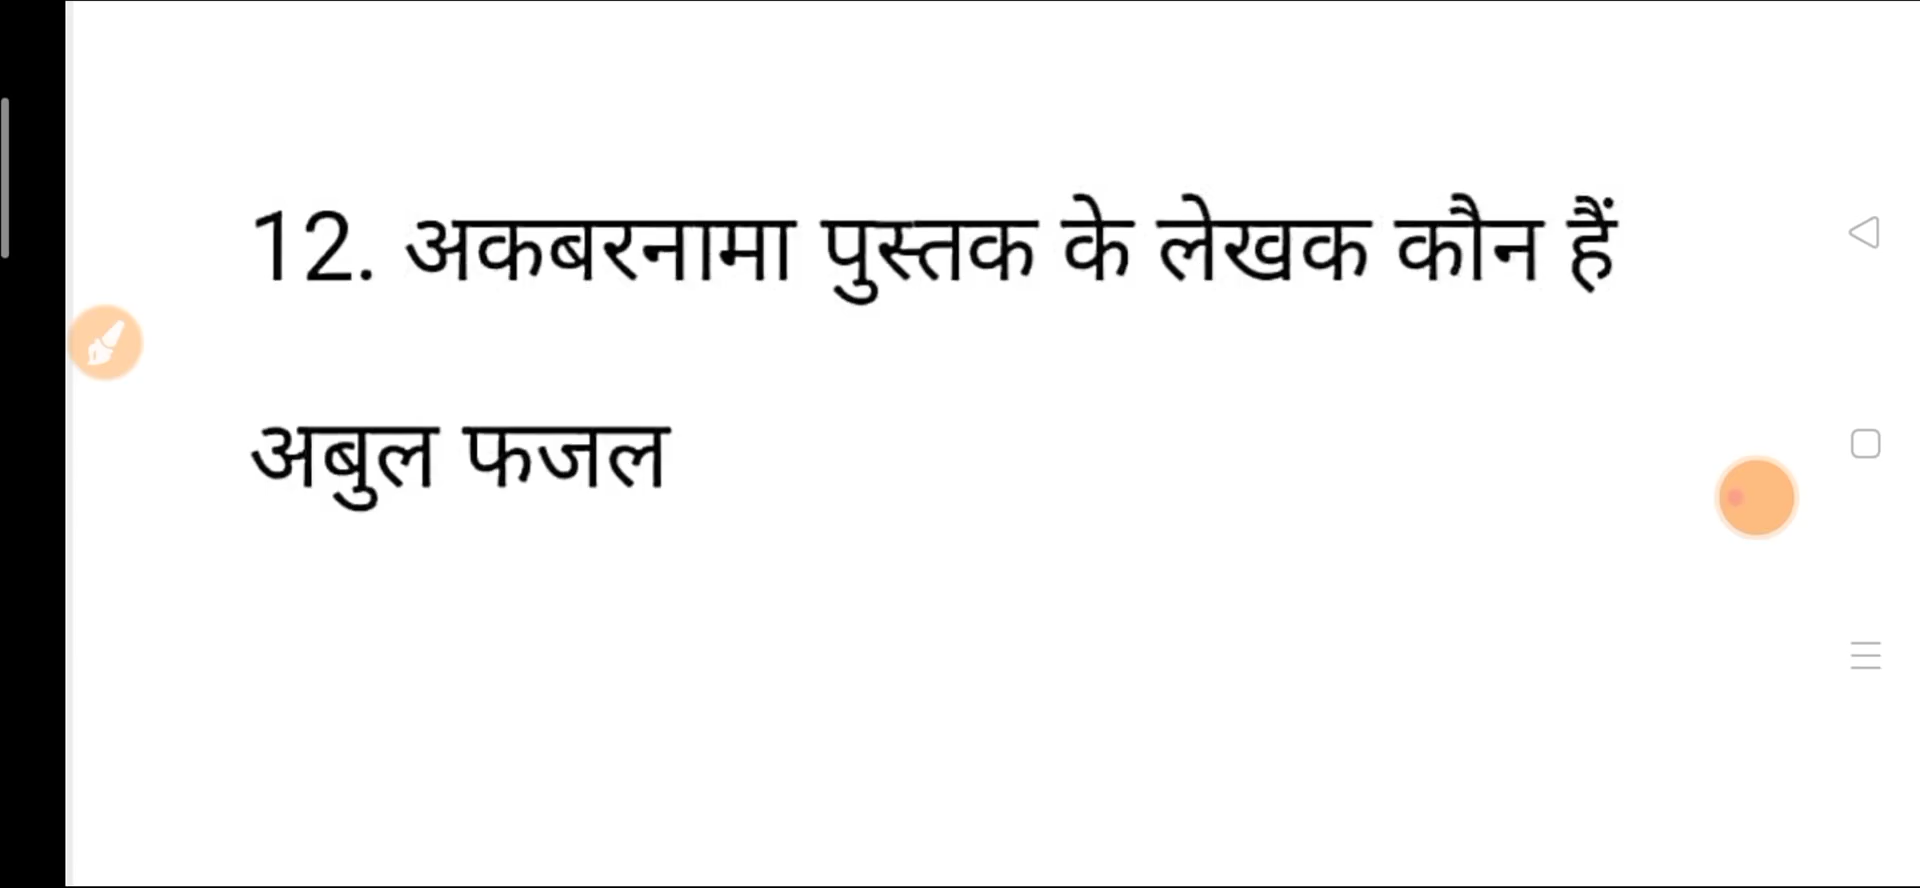 12. अकबरनामा पुस्तक के लेखक कौन हैं
अबुल फजल